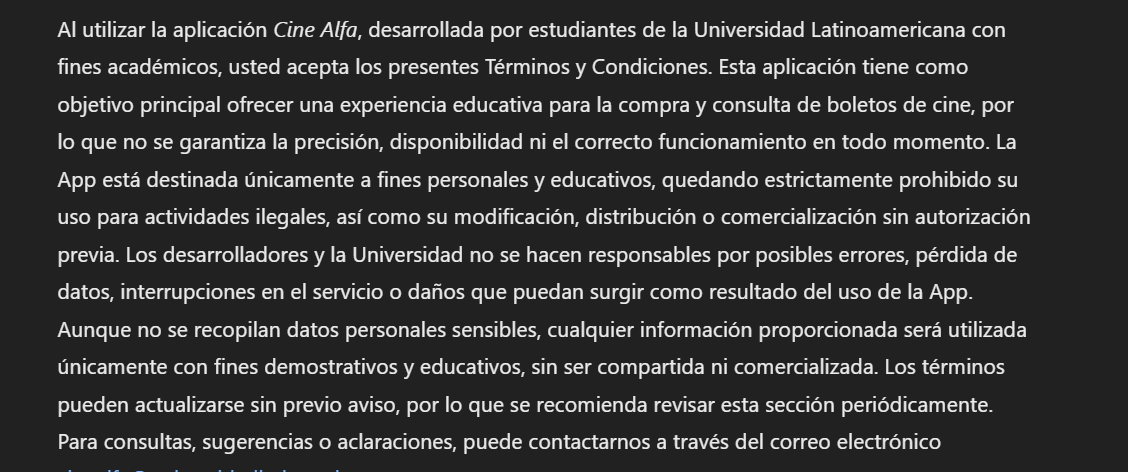 Al utilizar la aplicación Cine Alfa, desarrollada por estudiantes de la Universidad Latinoamericana con
fines académicos, usted acepta los presentes Términos y Condiciones. Esta aplicación tiene como
objetivo principal ofrecer una experiencia educativa para la compra y consulta de boletos de cine, por
lo que no se garantiza la precisión, disponibilidad ni el correcto funcionamiento en todo momento. La
App está destinada únicamente a fines personales y educativos, quedando estrictamente prohibido su
uso para actividades ilegales, así como su modificación, distribución o comercialización sin autorización
previa. Los desarrolladores y la Universidad no se hacen responsables por posibles errores, pérdida de
datos, interrupciones en el servicio o daños que puedan surgir como resultado del uso de la App.
Aunque no se recopilan datos personales sensibles, cualquier información proporcionada será utilizada
únicamente con fines demostrativos y educativos, sin ser compartida ni comercializada. Los términos
pueden actualizarse sin previo aviso, por lo que se recomienda revisar esta sección periódicamente.
Para consultas, sugerencias o aclaraciones, puede contactarnos a través del correo electrónico